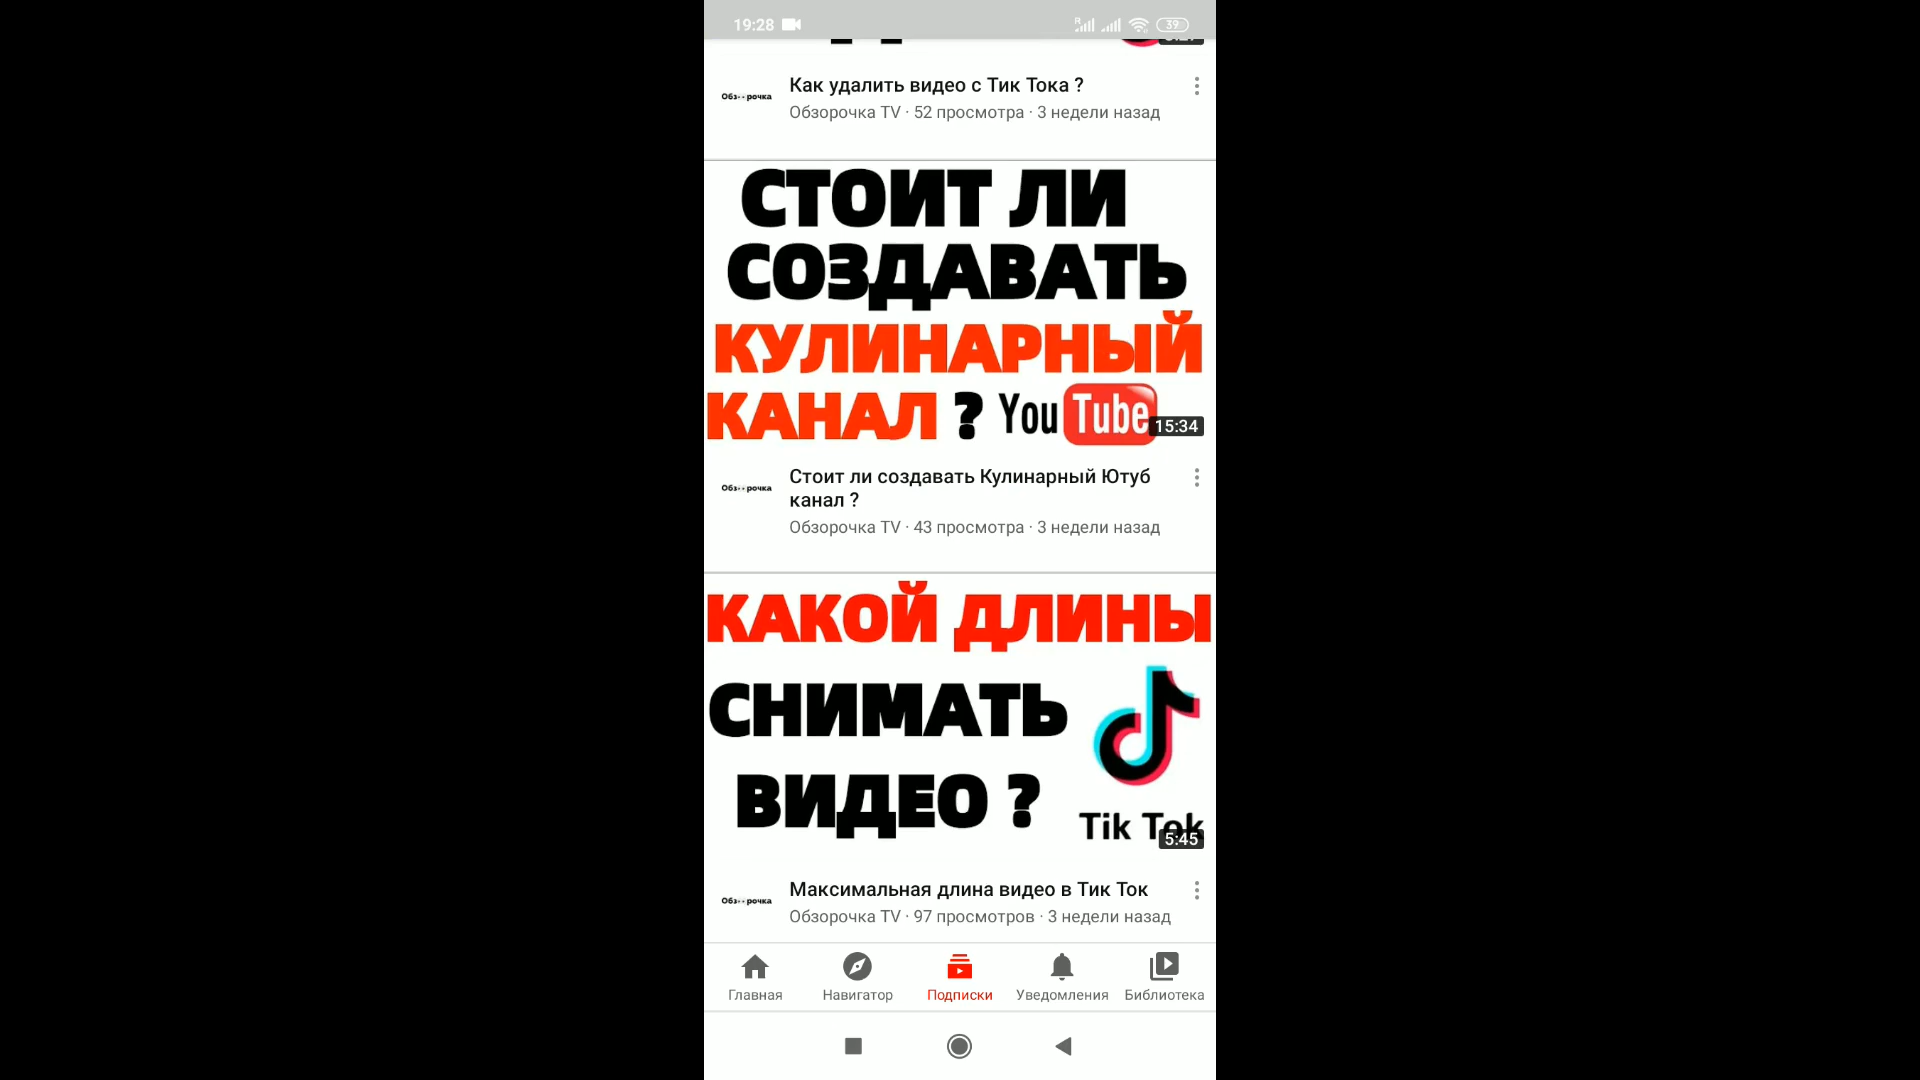 19:28
R
39
Как удалить видео с Тик Тока ?
Обзорочка TV · 52 просмотра · 3 недели назад
СТОИТ ЛИ
СОЗДАВАТЬ
КУЛИНАРНЫЙ
КАНАЛ ? YouTube
15:34
Стоит ли создавать Кулинарный Ютуб
канал ?
Обзорочка TV · 43 просмотра · 3 недели назад
КАКОЙ ДЛИНЫ
СНИМАТЬ
ВИДЕО ?
Tik Tok
5:45
Максимальная длина видео в Тик Ток
Обзорочка TV · 97 просмотров · 3 недели назад
Главная
Навигатор
Подписки
Уведомления
Библиотека